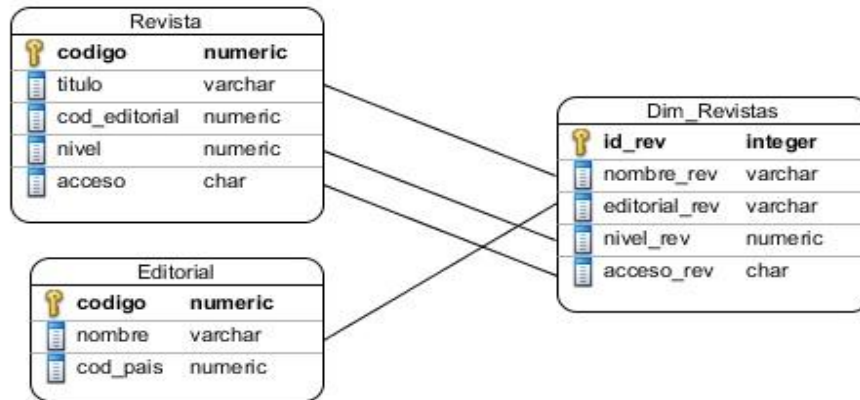 Revista
codigo numeric
titulo varchar
cod_editorial numeric
nivel numeric
acceso char
Editorial
codigo numeric
nombre varchar
cod_pais numeric
Dim_Revistas
id_rev integer
nombre_rev varchar
editorial_rev varchar
nivel_rev numeric
acceso_rev char